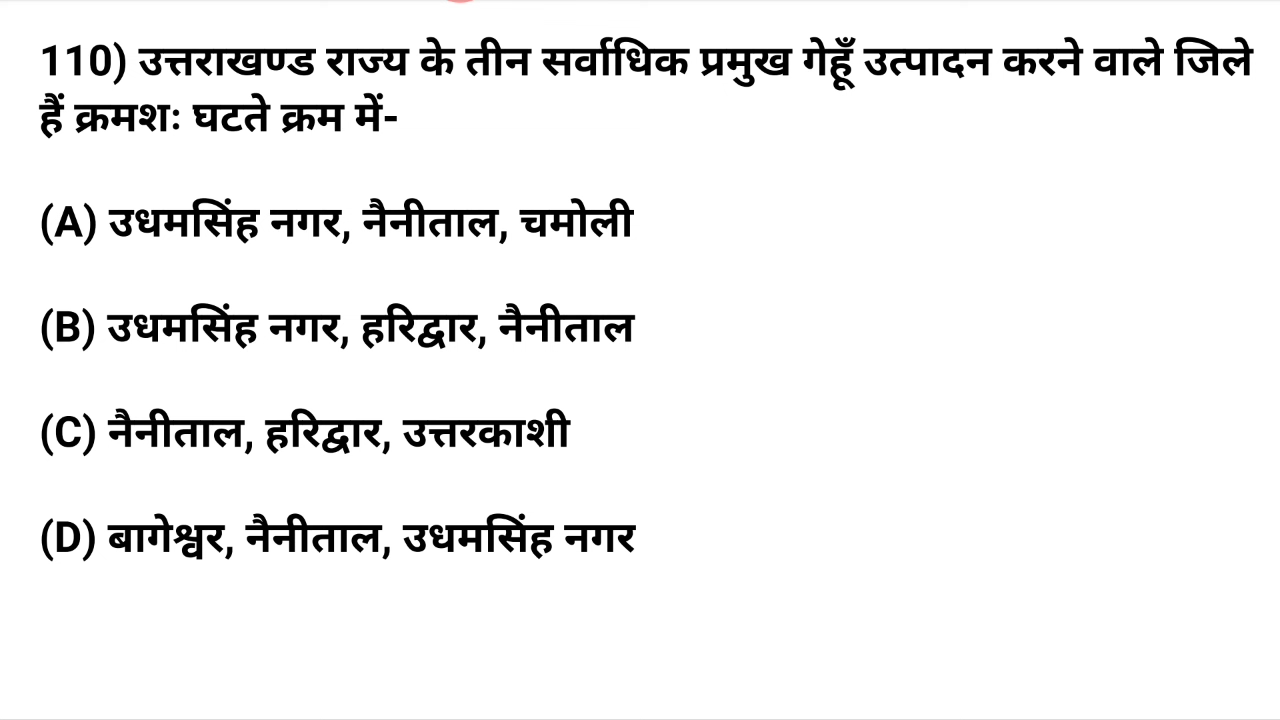 110) उत्तराखण्ड राज्य के तीन सर्वाधिक प्रमुख गेहूँ उत्पादन करने वाले जिले
हैं क्रमशः घटते क्रम में-
(A) उधमसिंह नगर, नैनीताल, चमोली
(B) उधमसिंह नगर, हरिद्वार, नैनीताल
(C) नैनीताल, हरिद्वार, उत्तरकाशी
(D) बागेश्वर, नैनीताल, उधमसिंह नगर